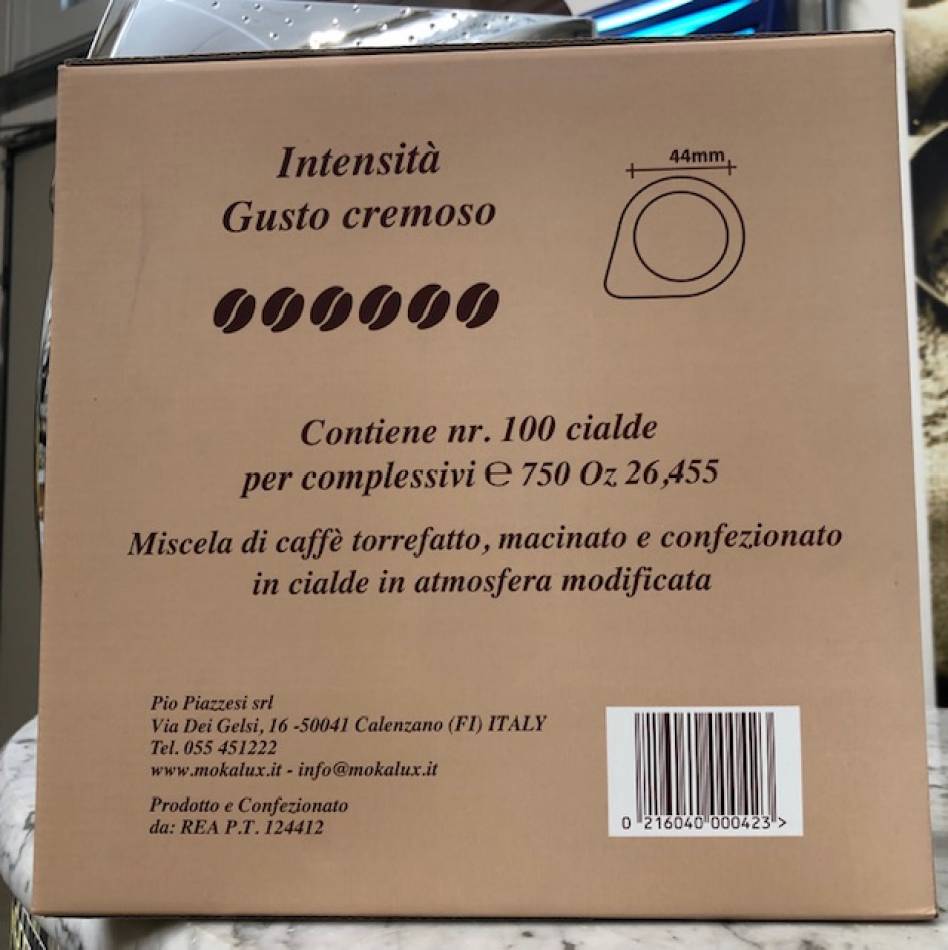 Intensità
Gusto cremoso
44mm
Contiene nr. 100 cialde
per complessivi ℮ 750 Oz 26,455
Miscela di caffè torrefatto, macinato e confezionato
in cialde in atmosfera modificata
Pio Piazzesi srl
Via Dei Gelsi, 16 -50041 Calenzano (FI) ITALY
Tel. 055 451222
www.mokalux.it - info@mokalux.it
Prodotto e Confezionato
da: REA P.T. 124412
0 216040 000423 >